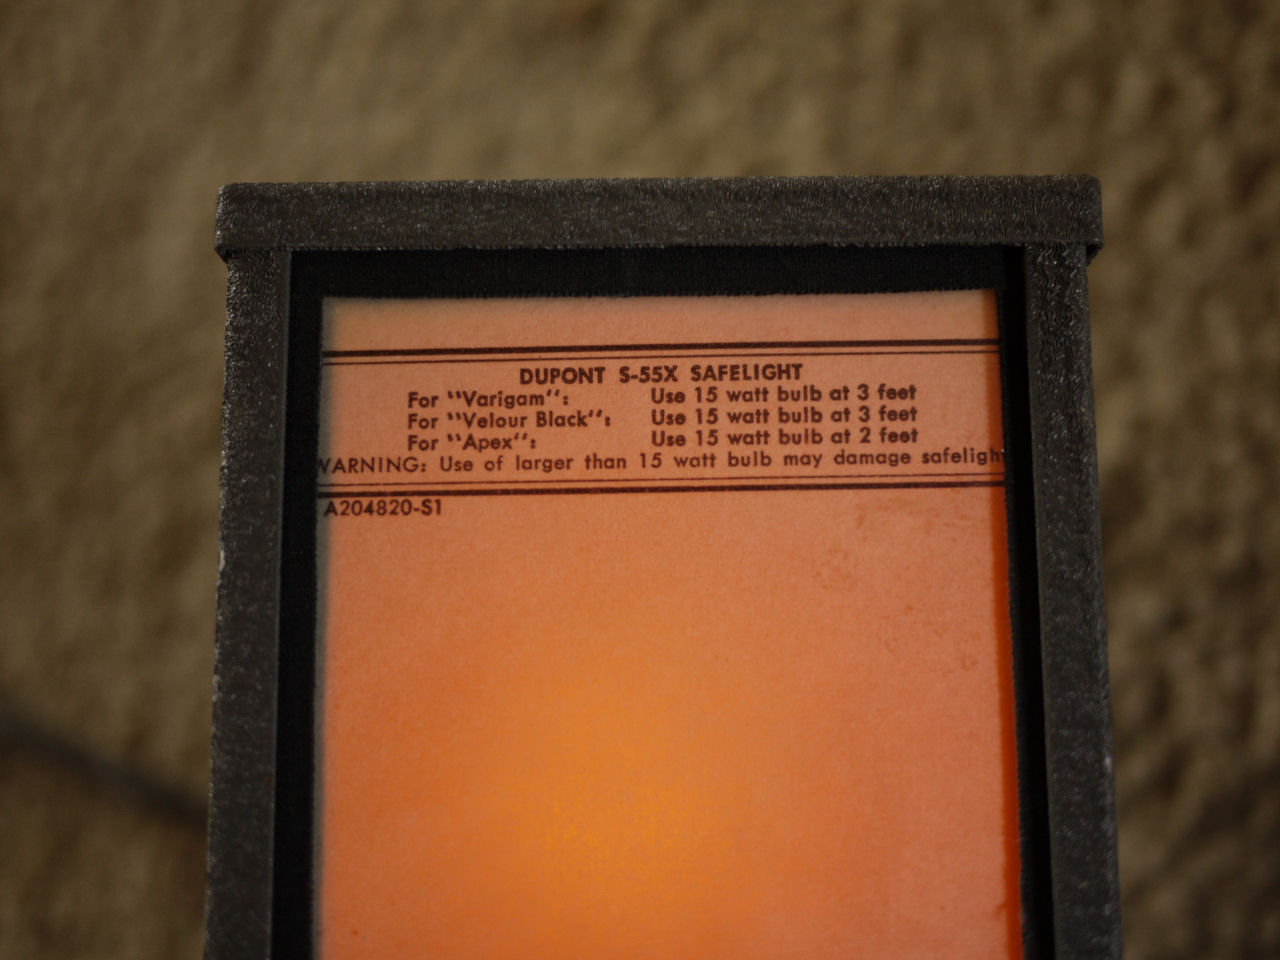 DUPONT S-55X SAFELIGHT
For "Varigam": Use 15 watt bulb at 3 feet
For "Velour Black": Use 15 watt bulb at 3 feet
For "Apex": Use 15 watt bulb at 2 feet
WARNING: Use of larger than 15 watt bulb may damage safelight
A204820-S1